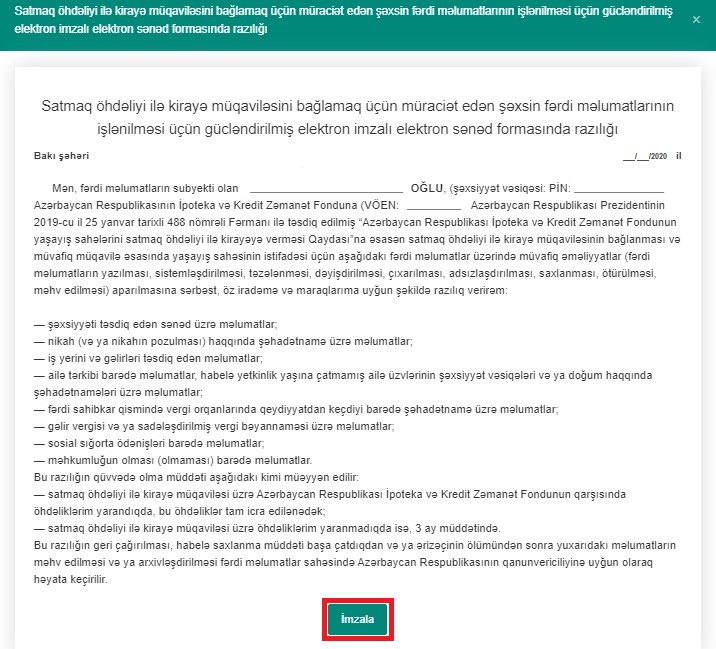 Satmaq öhdəliyi ilə kirayə müqaviləsini bağlamaq üçün müraciət edən şəxsin fərdi məlumatlarının işlənilməsi üçün gücləndirilmiş
elektron imzalı elektron sənəd formasında razılığı
×
Satmaq öhdəliyi ilə kirayə müqaviləsini bağlamaq üçün müraciət edən şəxsin fərdi məlumatlarının
işlənilməsi üçün gücləndirilmiş elektron imzalı elektron sənəd formasında razılığı
Bakı şəhəri __/__/2020 il
Mən, fərdi məlumatların subyekti olan _________________________ OĞLU, (şəxsiyyət vəsiqəsi: PİN: _______________
Azərbaycan Respublikasının İpoteka və Kredit Zəmanət Fonduna (VÖEN: _________ Azərbaycan Respublikası Prezidentinin
2019-cu il 25 yanvar tarixli 488 nömrəli Fərmanı ilə təsdiq edilmiş “Azərbaycan Respublikası İpoteka və Kredit Zəmanət Fondunun
yaşayış sahələrini satmaq öhdəliyi ilə kirayəyə verməsi Qaydası”na əsasən satmaq öhdəliyi ilə kirayə müqaviləsinin bağlanması və
müvafiq müqavilə əsasında yaşayış sahəsinin istifadəsi üçün aşağıdakı fərdi məlumatlar üzərində müvafiq əməliyyatlar (fərdi
məlumatların yazılması, sistemləşdirilməsi, təzələnməsi, dəyişdirilməsi, çıxarılması, adsızlaşdırılması, saxlanması, ötürülməsi,
məhv edilməsi) aparılmasına sərbəst, öz iradəmə və maraqlarıma uyğun şəkildə razılıq verirəm:
— şəxsiyyəti təsdiq edən sənəd üzrə məlumatlar;
— nikah (və ya nikahın pozulması) haqqında şəhadətnamə üzrə məlumatlar;
— iş yerini və gəlirləri təsdiq edən məlumatlar;
— ailə tərkibi barədə məlumatlar, habelə yetkinlik yaşına çatmamış ailə üzvlərinin şəxsiyyət vəsiqələri və ya doğum haqqında
şəhadətnamələri üzrə məlumatlar;
— fərdi sahibkar qismində vergi orqanlarında qeydiyyatdan keçdiyi barədə şəhadətnamə üzrə məlumatlar;
— gəlir vergisi və ya sadələşdirilmiş vergi bəyannaməsi üzrə məlumatlar;
— sosial sığorta ödənişləri barədə məlumatlar;
— məhkumluğun olması (olmaması) barədə məlumatlar.
Bu razılığın qüvvədə olma müddəti aşağıdakı kimi müəyyən edilir:
— satmaq öhdəliyi ilə kirayə müqaviləsi üzrə Azərbaycan Respublikası İpoteka və Kredit Zəmanət Fondunun qarşısında
öhdəliklərim yarandıqda, bu öhdəliklər tam icra edilənədək;
— satmaq öhdəliyi ilə kirayə müqaviləsi üzrə öhdəliklərim yaranmadıqda isə, 3 ay müddətində.
Bu razılığın geri çağırılması, habelə saxlanma müddəti başa çatdıqdan və ya ərizəçinin ölümündən sonra yuxarıdakı məlumatların
məhv edilməsi və ya arxivləşdirilməsi fərdi məlumatlar sahəsində Azərbaycan Respublikasının qanunvericiliyinə uyğun olaraq
həyata keçirilir.
İmzala